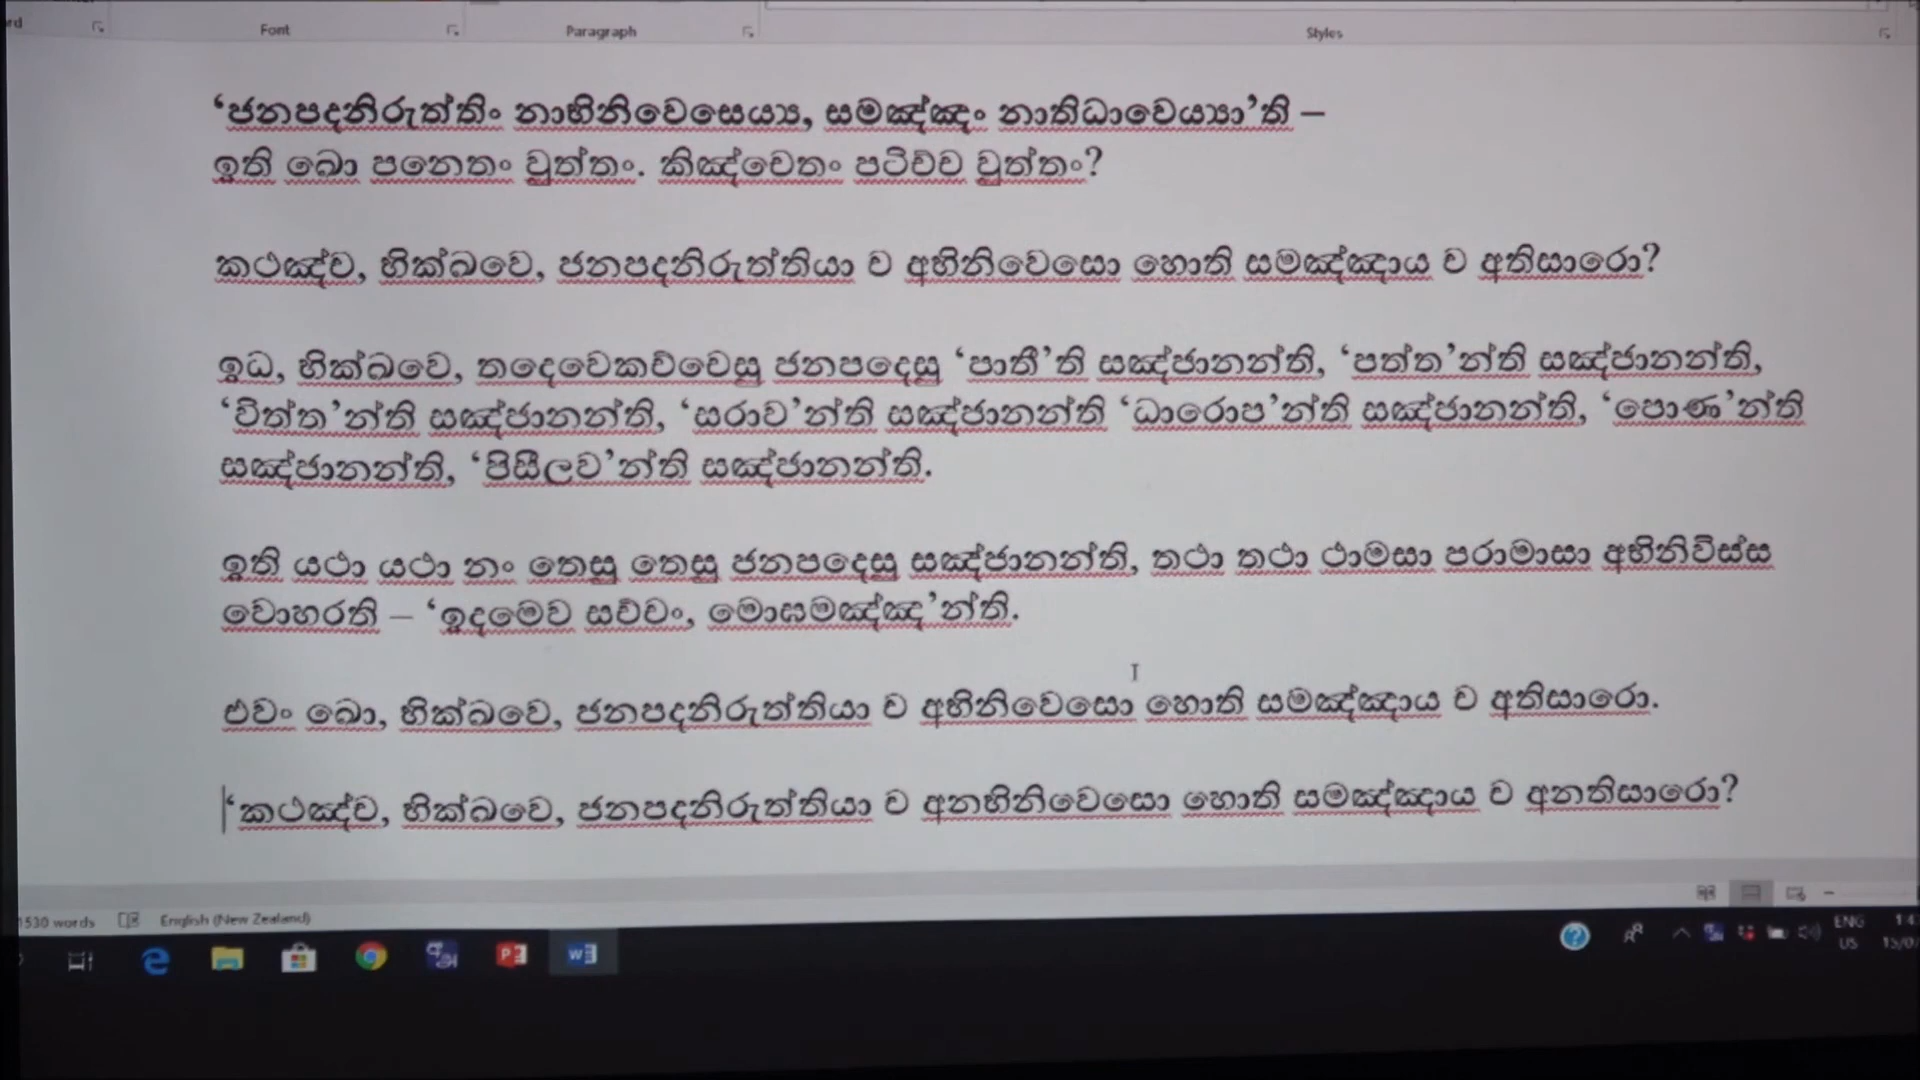 Font
Paragraph
Styles
‘ජනපදනිරුත්තිං නාභිනිවෙසෙය්‍ය, සමඤ්ඤං නාතිධාවෙය්‍යා’ති –
ඉති ඛො පනෙතං වුත්තං. කිඤ්චෙතං පටිච්ච වුත්තං?
කථඤ්ච, භික්ඛවෙ, ජනපදනිරුත්තියා ච අභිනිවෙසො හොති සමඤ්ඤාය ච අතිසාරො?
ඉධ, භික්ඛවෙ, තදෙවෙකච්චෙසු ජනපදෙසු ‘පාතී’ති සඤ්ජානන්ති, ‘පත්ත’න්ති සඤ්ජානන්ති,
‘විත්ත’න්ති සඤ්ජානන්ති, ‘සරාව’න්ති සඤ්ජානන්ති ‘ධාරොප’න්ති සඤ්ජානන්ති, ‘පොණ’න්ති
සඤ්ජානන්ති, ‘පිසීලව’න්ති සඤ්ජානන්ති.
ඉති යථා යථා නං තෙසු තෙසු ජනපදෙසු සඤ්ජානන්ති, තථා තථා ථාමසා පරාමාසා අභිනිවිස්ස
වොහරති – ‘ඉදමෙව සච්චං, මොඝමඤ්ඤ’න්ති.
එවං ඛො, භික්ඛවෙ, ජනපදනිරුත්තියා ච අභිනිවෙසො හොති සමඤ්ඤාය ච අතිසාරො.
‘කථඤ්ච, භික්ඛවෙ, ජනපදනිරුත්තියා ච අනභිනිවෙසො හොති සමඤ්ඤාය ච අනතිසාරො?
1530 words English (New Zealand)
ENG
US